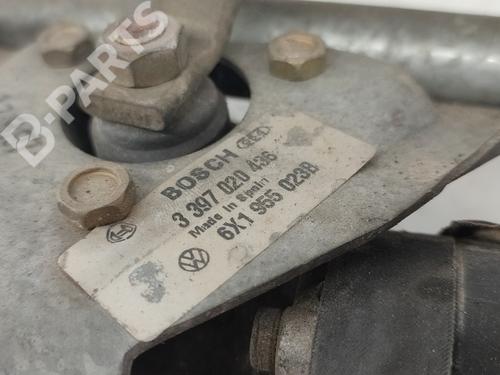 B-PARTS
BOSCH
3 397 020 436
Made in Spain
6X1 955 023B